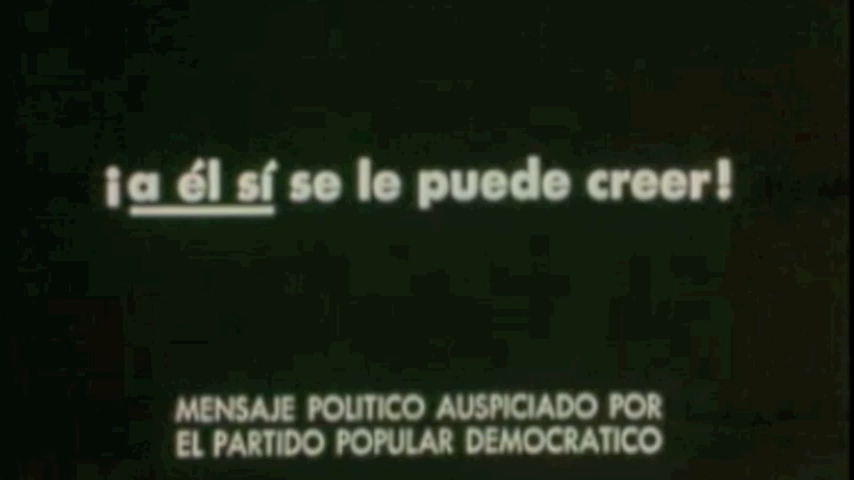 ¡a él sí se le puede creer!
MENSAJE POLITICO AUSPICIADO POR
EL PARTIDO POPULAR DEMOCRATICO